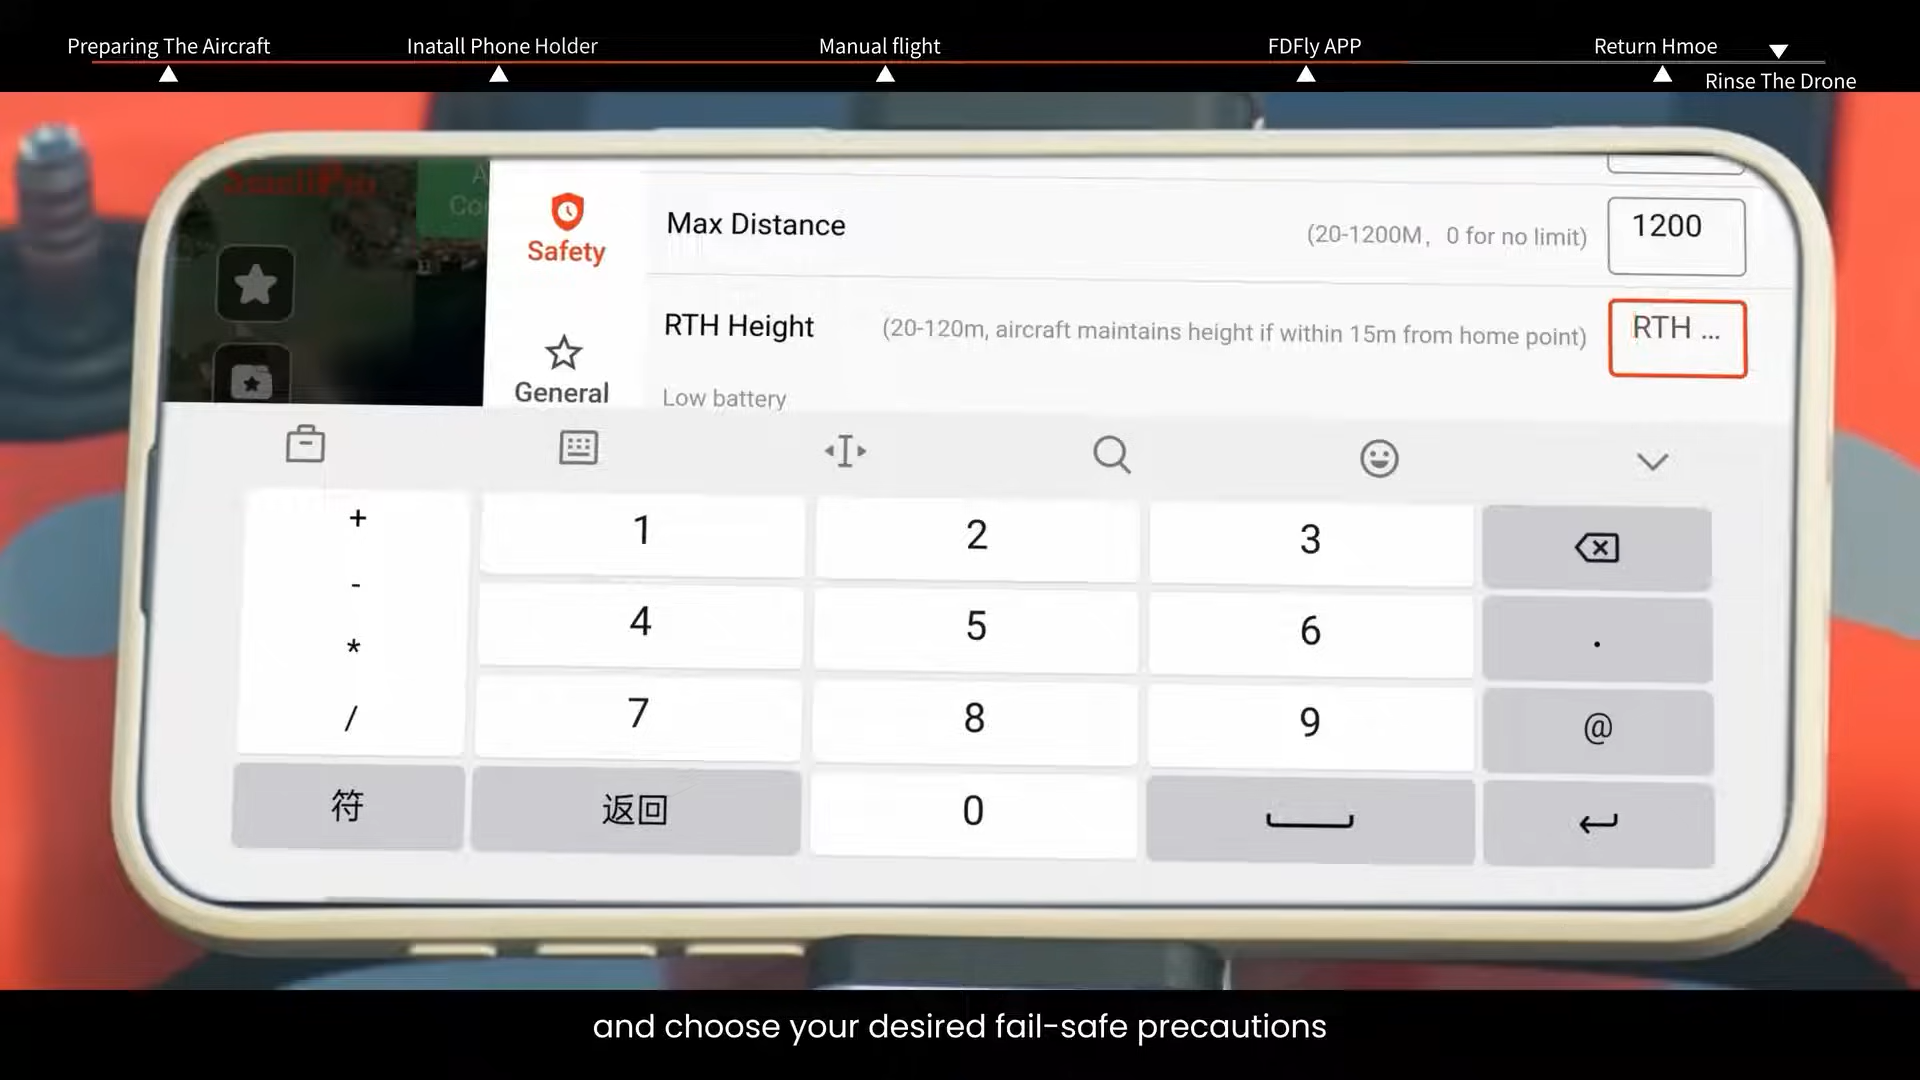 Preparing The Aircraft
Inatall Phone Holder
Manual flight
FDFly APP
Return Hmoe
Rinse The Drone
Safety
Max Distance
(20-1200M, 0 for no limit)
1200
RTH Height
(20-120m, aircraft maintains height if within 15m from home point)
RTH ...
General
Low battery
+
1
2
3
-
4
5
6
.
*
7
8
9
@
/
符
返回
0
and choose your desired fail-safe precautions